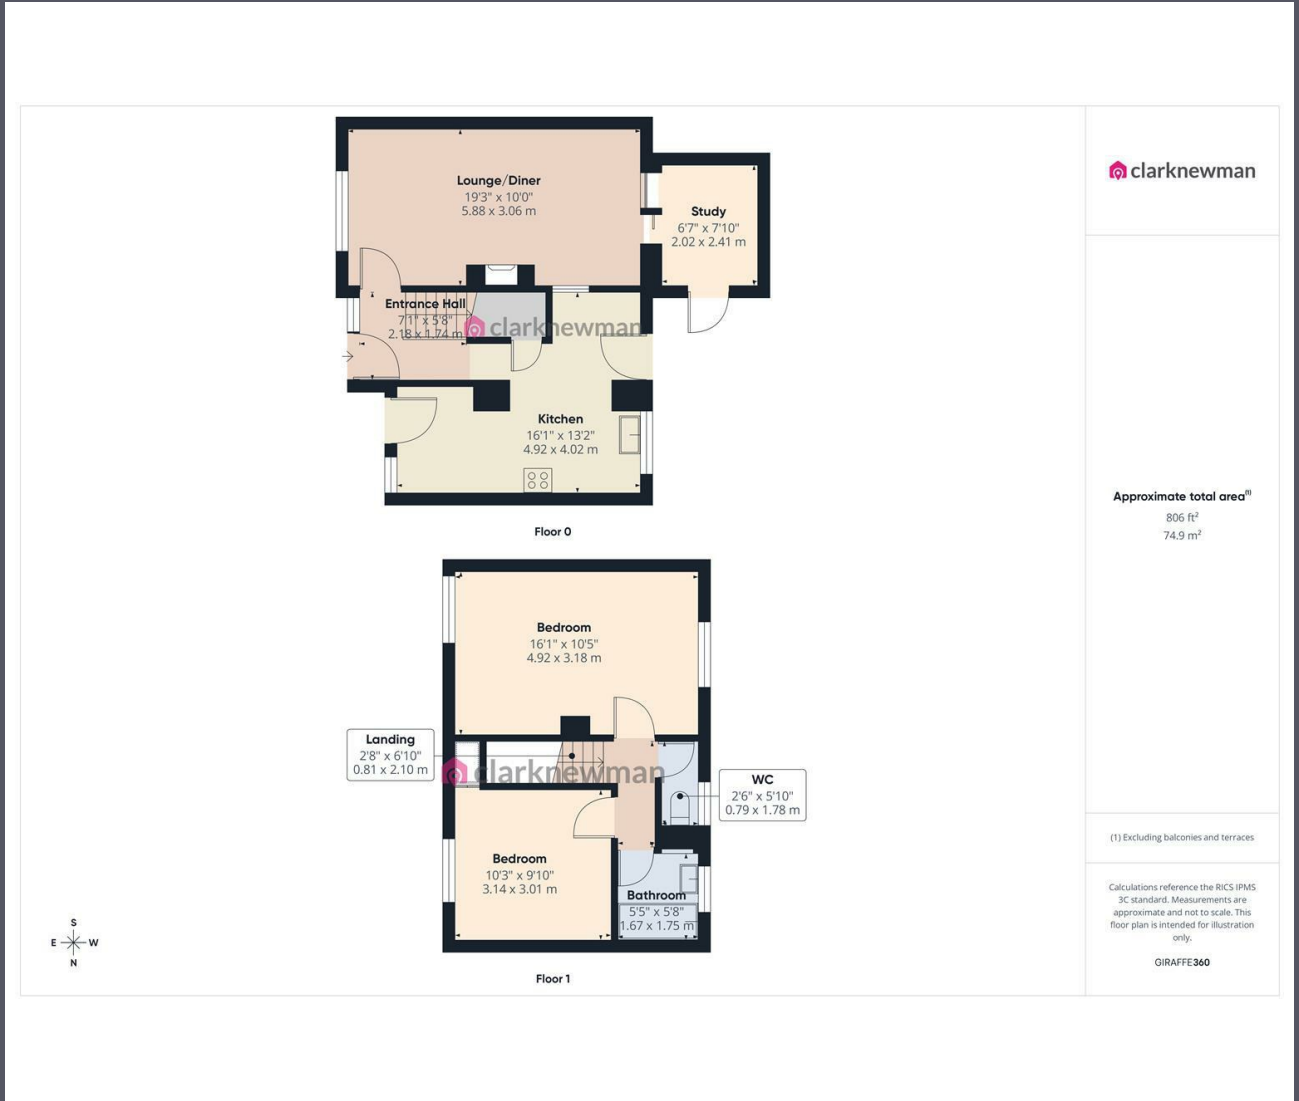 Lounge/Diner
19'3" x 10'0"
5.88 x 3.06 m
Study
6'7" x 7'10"
2.02 x 2.41 m
Entrance Hall
7'1" x 5'8"
2.18 x 1.74 m
clarknewman
Kitchen
16'1" x 13'2"
4.92 x 4.02 m
Floor 0
Bedroom
16'1" x 10'5"
4.92 x 3.18 m
Landing
2'8" x 6'10"
0.81 x 2.10 m
clarknewman
WC
2'6" x 5'10"
0.79 x 1.78 m
Bedroom
10'3" x 9'10"
3.14 x 3.01 m
Bathroom
5'5" x 5'8"
1.67 x 1.75 m
Floor 1
S
E W
N
clarknewman
Approximate total area(1)
806 ft²
74.9 m²
(1) Excluding balconies and terraces
Calculations reference the RICS IPMS
3C standard. Measurements are
approximate and not to scale. This
floor plan is intended for illustration
only.
GIRAFFE360